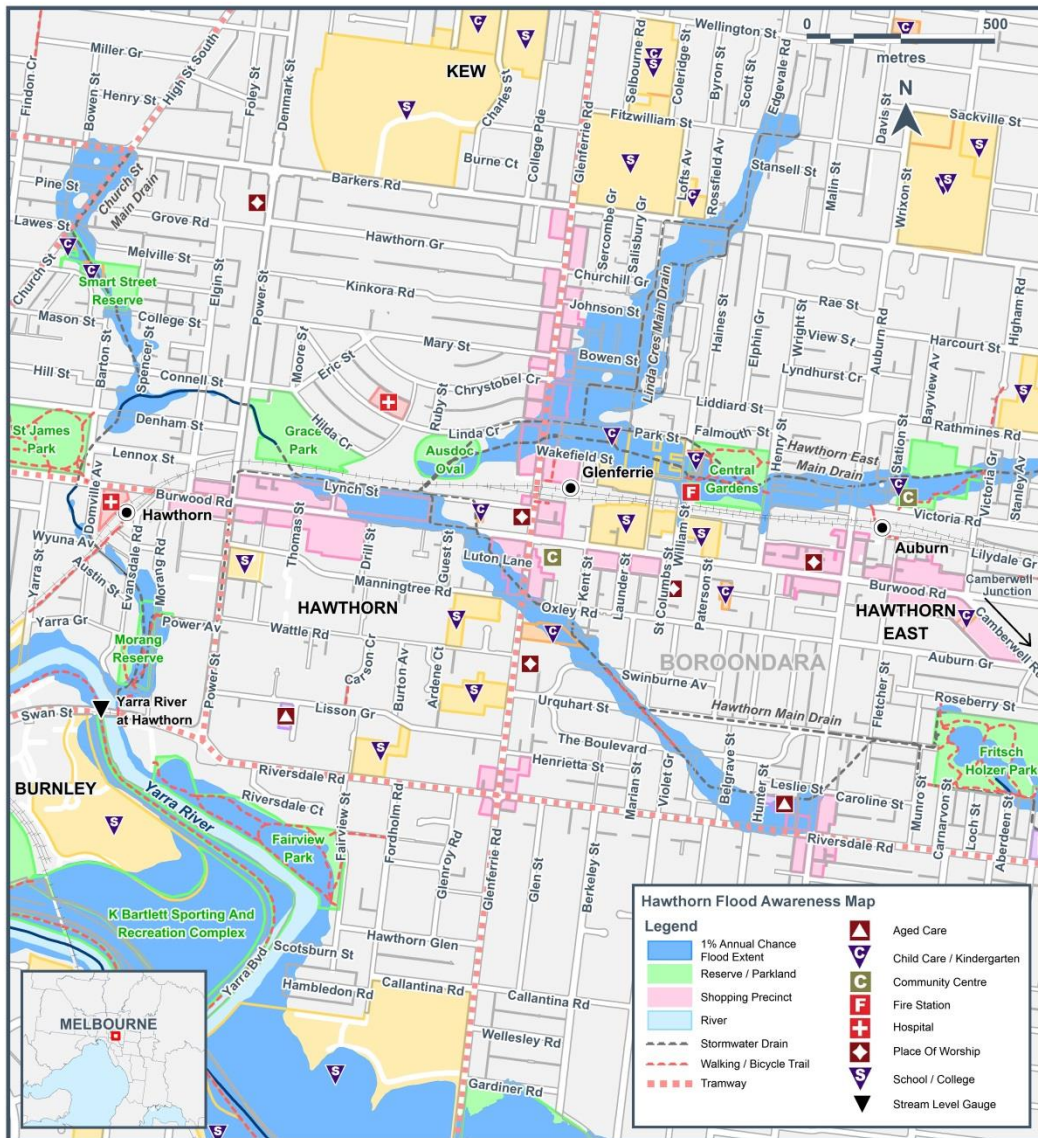 Wellington St
0
500
metres
N
Miller Gr
Findon Cr
Bowen St
Henry St
High St South
Foley St
Denmark St
KEW
Charles St
College Pde
Glenferrie Rd
Selbourne Rd
Coleridge St
Byron St
Scott St
Edgevale Rd
Fitzwilliam St
Davis St
Sackville St
Burne Ct
Barkers Rd
Lofts Av
Rossfield Av
Stansell St
Malin St
Wrixon St
Pine St
Church St
Main Drain
Lawes St
Grove Rd
Hawthorn Gr
Sercombe Gr
Salisbury Gr
Church St
Melville St
Smart Street
Reserve
Elgin St
Power St
Churchill Gr
Kinkora Rd
Johnson St
Linda Cres Main Drain
Haines St
Elphin Gr
Rae St
Wright St
View St
Auburn Rd
Higham Rd
Mason St
College St
Barton St
Spencer St
Moore St
Eric St
Mary St
Bowen St
Harcourt St
Bayview Av
Hill St
Connell St
Chrystobel Cr
Lyndhurst Cr
Ruby St
Liddiard St
Denham St
Hilda Cr
Linda Cr
Park St
Falmouth St
Henry St
Station St
Rathmines Rd
St James
Park
Grace
Park
Ausdoc
Oval
Wakefield St
Glenferrie
Central
Gardens
Hawthorn East
Main Drain
Victoria Gr
Stanley Av
Lennox St
Domville Av
Burwood Rd
Lynch St
Hawthorn
Victoria Rd
Auburn
Lilydale Gr
Wyuna Av
Yarra St
Austin St
Evansdale Rd
Morang Rd
Thomas St
Drill St
Guest St
Luton Lane
Kent St
Launder St
William St
St Columbs St
Paterson St
Burwood Rd
Camberwell
Junction
Manningtree Rd
HAWTHORN
Oxley Rd
HAWTHORN
EAST
Camberwell Rd
Yarra Gr
Power Av
Morang
Reserve
Wattle Rd
Power St
Carson Cr
Burton Av
Ardene Ct
BOROONDARA
Auburn Gr
Swinburne Av
Fletcher St
Roseberry St
Yarra River
at Hawthorn
Swan St
Lisson Gr
Urquhart St
Hawthorn Main Drain
The Boulevard
Henrietta St
Fritsch
Holzer Park
BURNLEY
Riversdale Rd
Riversdale Ct
Yarra River
Fairview
Park
Fairview St
Fordholm Rd
Glenroy Rd
Glenferrie Rd
Glen St
Berkeley St
Marian St
Violet Gr
Belgrave St
Hunter St
Leslie St
Caroline St
Riversdale Rd
Munro St
Carnarvon St
Loch St
Aberdeen St
K Bartlett Sporting And
Recreation Complex
Yarra Bvd
Scotsburn St
Hawthorn Glen
Hambledon Rd
Callantina Rd
Callantina Rd
Wellesley Rd
Gardiner Rd
MELBOURNE
Hawthorn Flood Awareness Map
Legend
1% Annual Chance
Flood Extent
Reserve / Parkland
Shopping Precinct
River
Stormwater Drain
Walking / Bicycle Trail
Tramway
Aged Care
C Child Care / Kindergarten
C Community Centre
F Fire Station
Hospital
Place Of Worship
S School / College
Stream Level Gauge